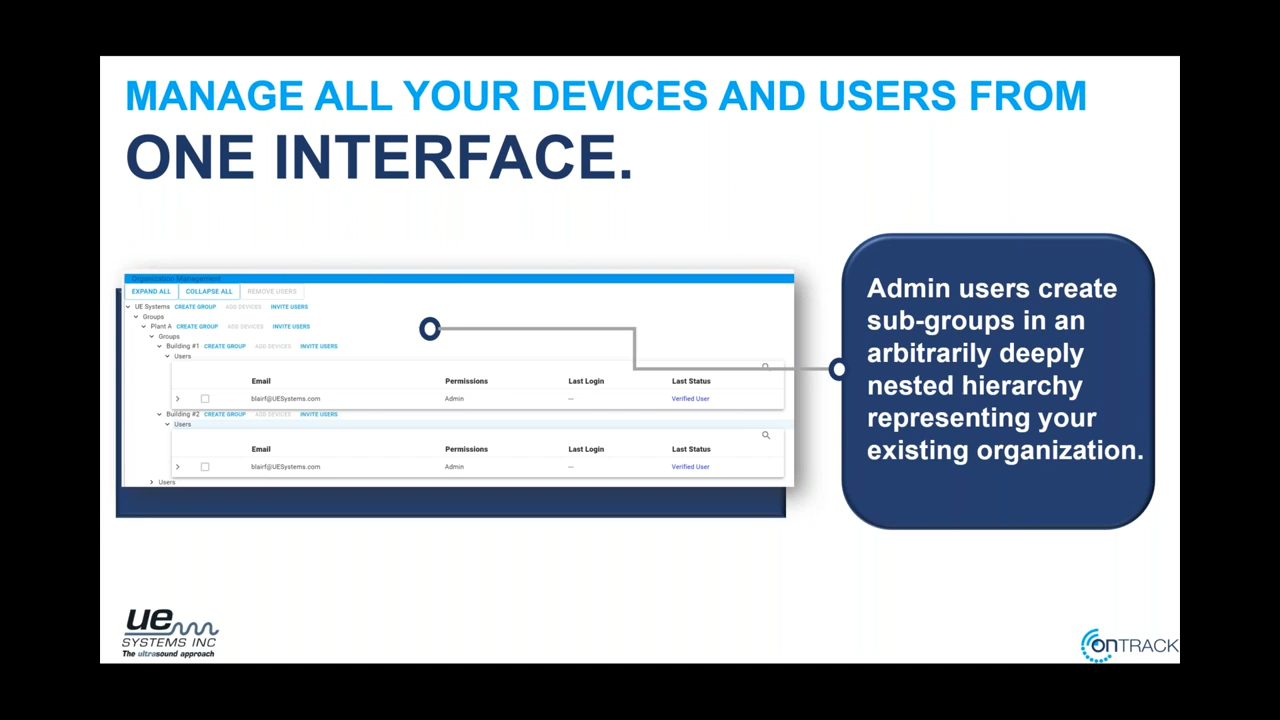 MANAGE ALL YOUR DEVICES AND USERS FROM
ONE INTERFACE.
Organization Management
EXPAND ALL COLLAPSE ALL REMOVE USERS
UE Systems CREATE GROUP ADD DEVICES INVITE USERS
Groups
Plant A CREATE GROUP ADD DEVICES INVITE USERS
Groups
Building #1 CREATE GROUP ADD DEVICES INVITE USERS
Users
Email Permissions Last Login Last Status
blairf@UESystems.com Admin — Verified User
Building #2 CREATE GROUP ADD DEVICES INVITE USERS
Users
Email Permissions Last Login Last Status
blairf@UESystems.com Admin — Verified User
Users
Admin users create
sub-groups in an
arbitrarily deeply
nested hierarchy
representing your
existing organization.
ue
SYSTEMS INC
The ultrasound approach
ONTRACK